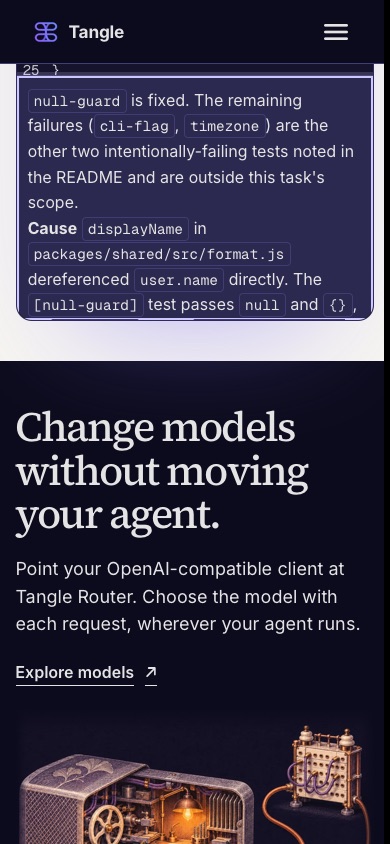 Tangle
25 }
null-guard is fixed. The remaining
failures ( cli-flag , timezone ) are the
other two intentionally-failing tests noted in
the README and are outside this task's
scope.
Cause displayName in
packages/shared/src/format.js
dereferenced user.name directly. The
[null-guard] test passes null and {} ,
Change models
without moving
your agent.
Point your OpenAI-compatible client at
Tangle Router. Choose the model with
each request, wherever your agent runs.
Explore models ↗